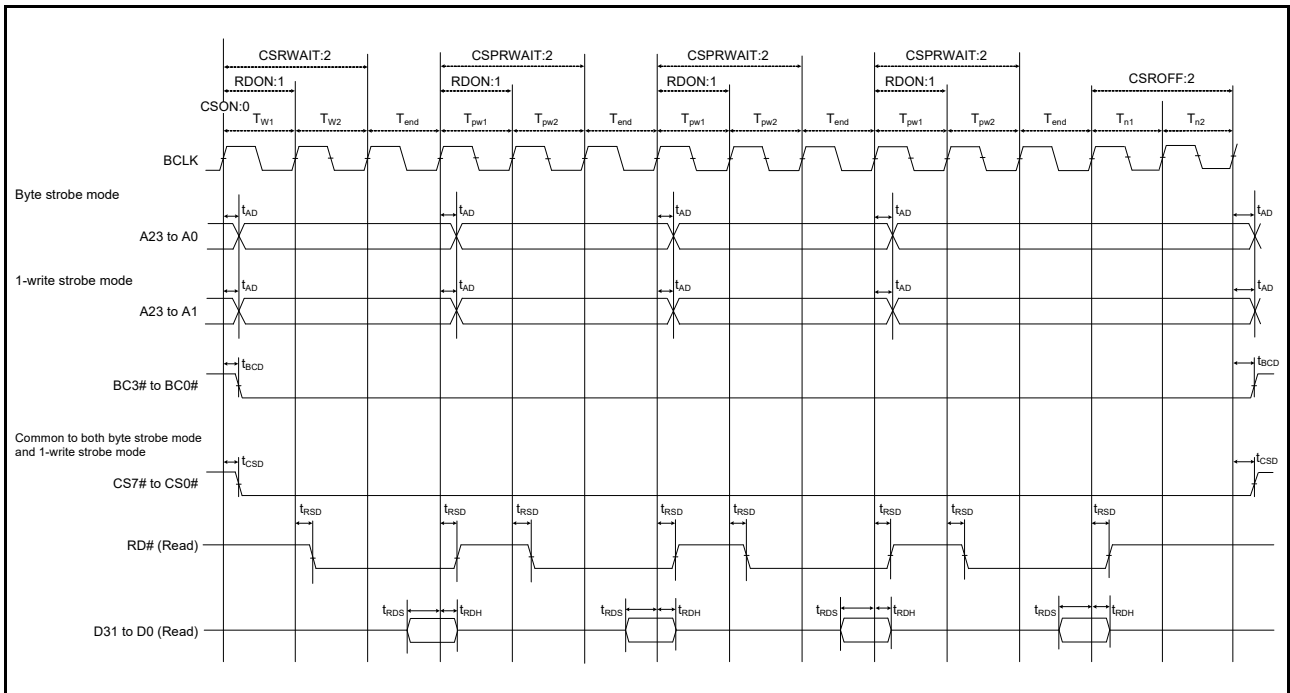 CSRWAIT:2 CSPRWAIT:2 CSPRWAIT:2 CSPRWAIT:2
RDON:1 RDON:1 RDON:1 RDON:1 CSROFF:2
CSON:0
TW1 TW2 Tend Tpw1 Tpw2 Tend Tpw1 Tpw2 Tend Tpw1 Tpw2 Tend Tn1 Tn2
BCLK
Byte strobe mode
tAD tAD tAD tAD tAD
A23 to A0
1-write strobe mode
tAD tAD tAD tAD tAD
A23 to A1
tBCD tBCD
BC3# to BC0#
Common to both byte strobe mode
and 1-write strobe mode
tCSD tCSD
CS7# to CS0#
tRSD tRSD tRSD tRSD tRSD tRSD tRSD tRSD
RD# (Read)
tRDS tRDH tRDS tRDH tRDS tRDH tRDS tRDH
D31 to D0 (Read)